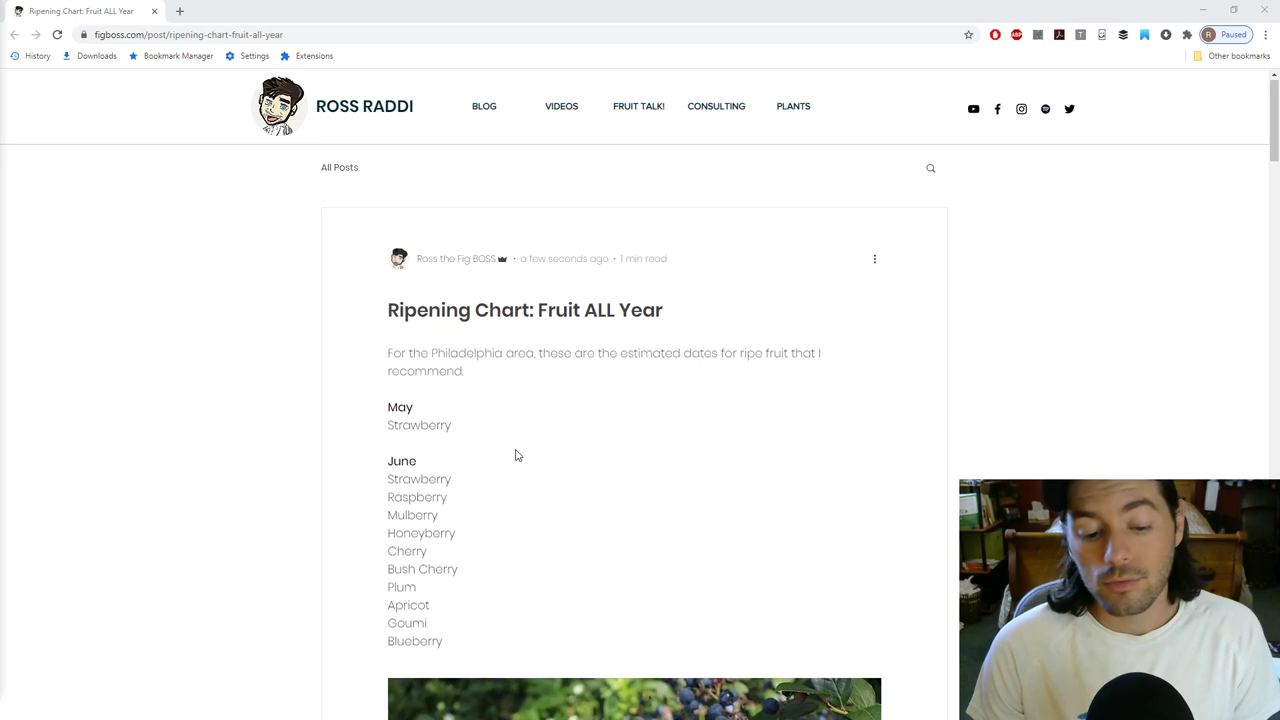 Ripening Chart: Fruit ALL Year
figboss.com/post/ripening-chart-fruit-all-year
ABP
T
R
Paused
History
Downloads
Bookmark Manager
Settings
Extensions
Other bookmarks
ROSS RADDI
BLOG
VIDEOS
FRUIT TALK!
CONSULTING
PLANTS
All Posts
Ross the Fig BOSS · a few seconds ago · 1 min read
Ripening Chart: Fruit ALL Year
For the Philadelphia area, these are the estimated dates for ripe fruit that I
recommend.
May
Strawberry
June
Strawberry
Raspberry
Mulberry
Honeyberry
Cherry
Bush Cherry
Plum
Apricot
Goumi
Blueberry